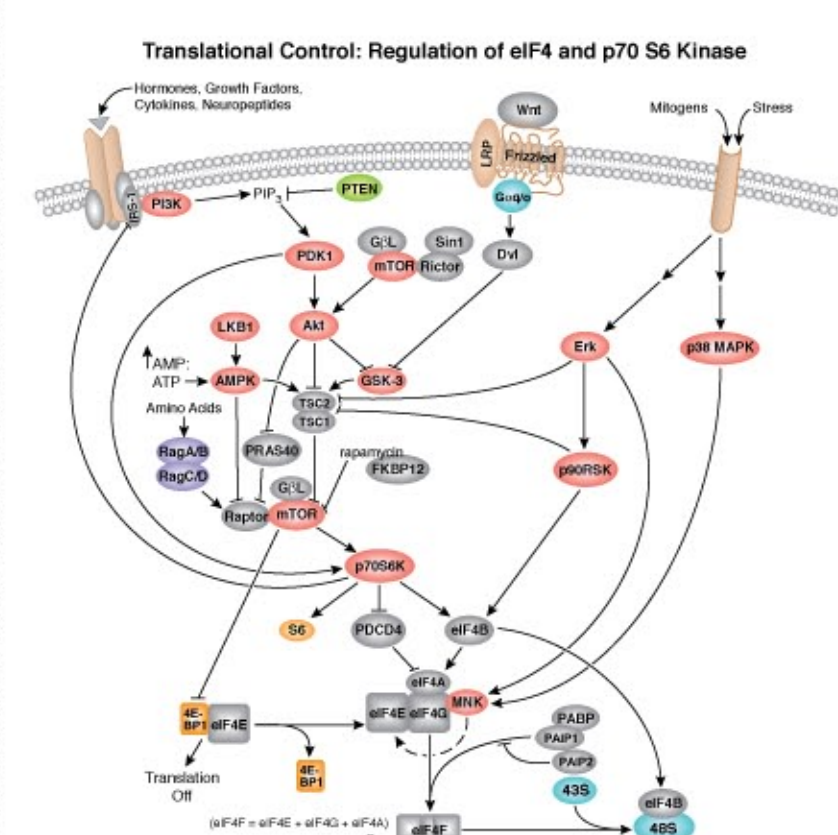 Translational Control: Regulation of eIF4 and p70 S6 Kinase
Hormones, Growth Factors,
Cytokines, Neuropeptides
Wnt
Mitogens
Stress
LRP
Frizzled
IRS-1
PI3K
PIP3
PTEN
Gαq/o
GβL
Sin1
PDK1
mTOR
Rictor
Dvl
LKB1
Akt
Erk
p38 MAPK
AMP:
ATP
AMPK
GSK-3
TSC2
TSC1
Amino Acids
RagA/B
RagC/D
PRAS40
rapamycin
FKBP12
p90RSK
GβL
Raptor
mTOR
p70S6K
S6
PDCD4
eIF4B
eIF4A
MNK
eIF4E
eIF4G
4E-
BP1
eIF4E
PABP
PAIP1
PAIP2
Translation
Off
4E-
BP1
43S
eIF4B
48S
(eIF4F = eIF4E + eIF4G + eIF4A)
eIF4F